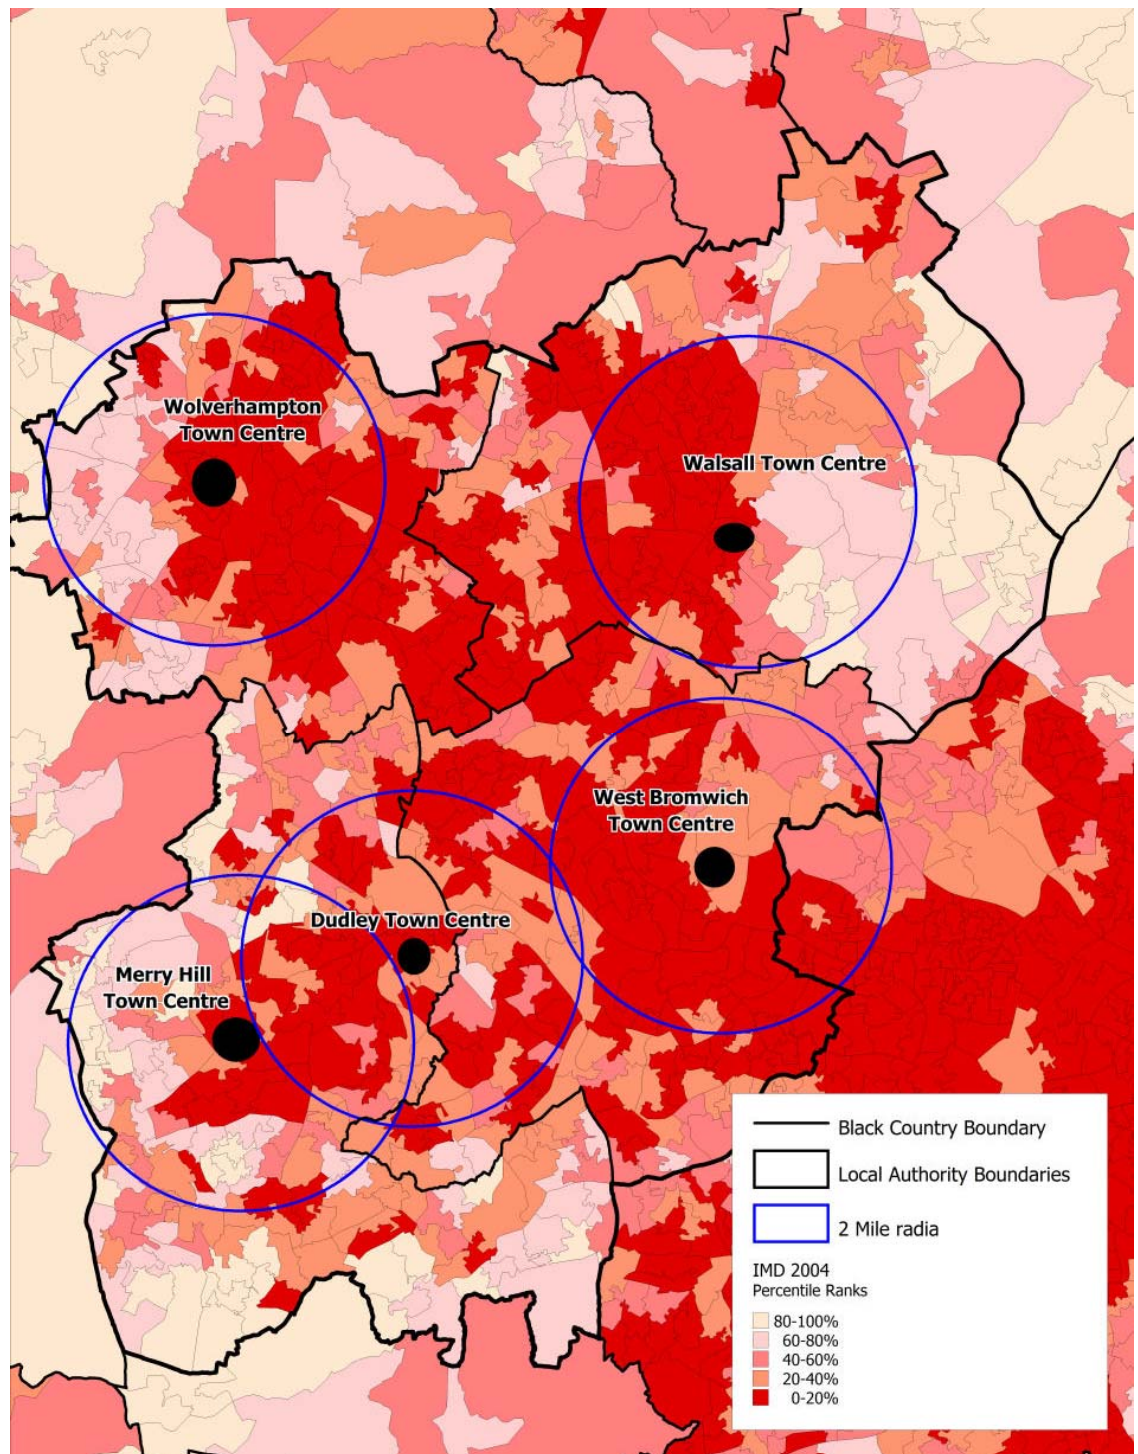 Wolverhampton
Town Centre
Walsall Town Centre
West Bromwich
Town Centre
Dudley Town Centre
Merry Hill
Town Centre
Black Country Boundary
Local Authority Boundaries
2 Mile radia
IMD 2004
Percentile Ranks
80-100%
60-80%
40-60%
20-40%
0-20%